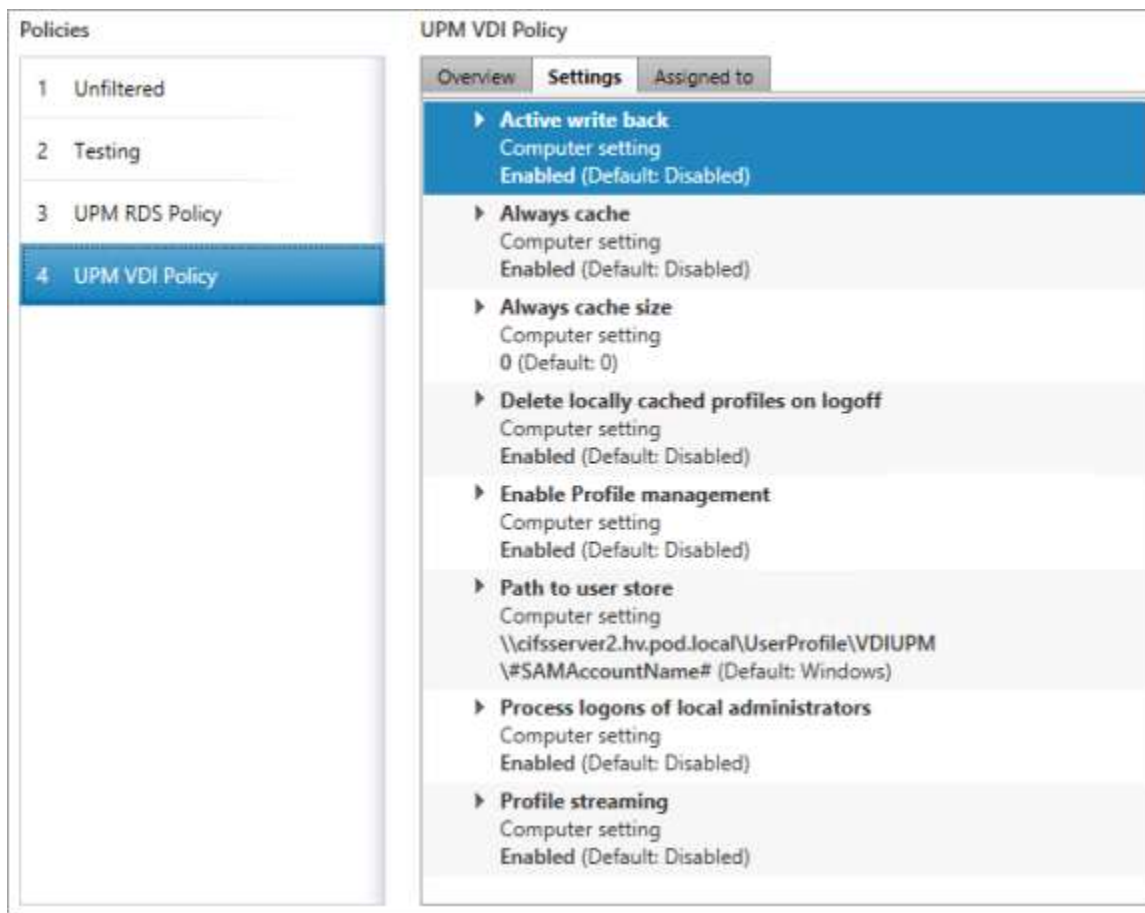 Policies
1 Unfiltered
2 Testing
3 UPM RDS Policy
4 UPM VDI Policy
UPM VDI Policy
Overview Settings Assigned to
Active write back
Computer setting
Enabled (Default: Disabled)
Always cache
Computer setting
Enabled (Default: Disabled)
Always cache size
Computer setting
0 (Default: 0)
Delete locally cached profiles on logoff
Computer setting
Enabled (Default: Disabled)
Enable Profile management
Computer setting
Enabled (Default: Disabled)
Path to user store
Computer setting
\\cifsserver2.hv.pod.local\UserProfile\VDIUPM
\#SAMAccountName# (Default: Windows)
Process logons of local administrators
Computer setting
Enabled (Default: Disabled)
Profile streaming
Computer setting
Enabled (Default: Disabled)